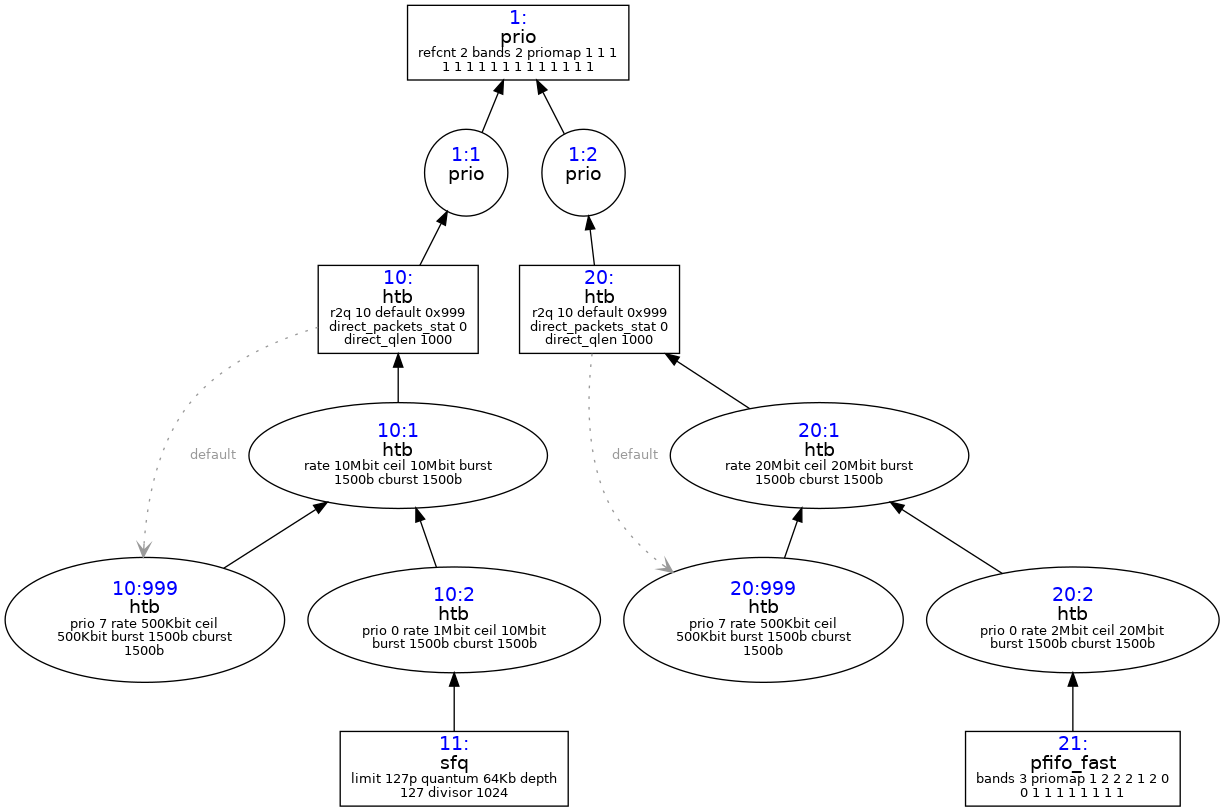 1:
prio
refcnt 2 bands 2 priomap 1 1 1
1 1 1 1 1 1 1 1 1 1 1 1 1
1:1
prio
1:2
prio
10:
htb
r2q 10 default 0x999
direct_packets_stat 0
direct_qlen 1000
20:
htb
r2q 10 default 0x999
direct_packets_stat 0
direct_qlen 1000
default
10:1
htb
rate 10Mbit ceil 10Mbit burst
1500b cburst 1500b
default
20:1
htb
rate 20Mbit ceil 20Mbit burst
1500b cburst 1500b
10:999
htb
prio 7 rate 500Kbit ceil
500Kbit burst 1500b cburst
1500b
10:2
htb
prio 0 rate 1Mbit ceil 10Mbit
burst 1500b cburst 1500b
20:999
htb
prio 7 rate 500Kbit ceil
500Kbit burst 1500b cburst
1500b
20:2
htb
prio 0 rate 2Mbit ceil 20Mbit
burst 1500b cburst 1500b
11:
sfq
limit 127p quantum 64Kb depth
127 divisor 1024
21:
pfifo_fast
bands 3 priomap 1 2 2 2 1 2 0
0 1 1 1 1 1 1 1 1